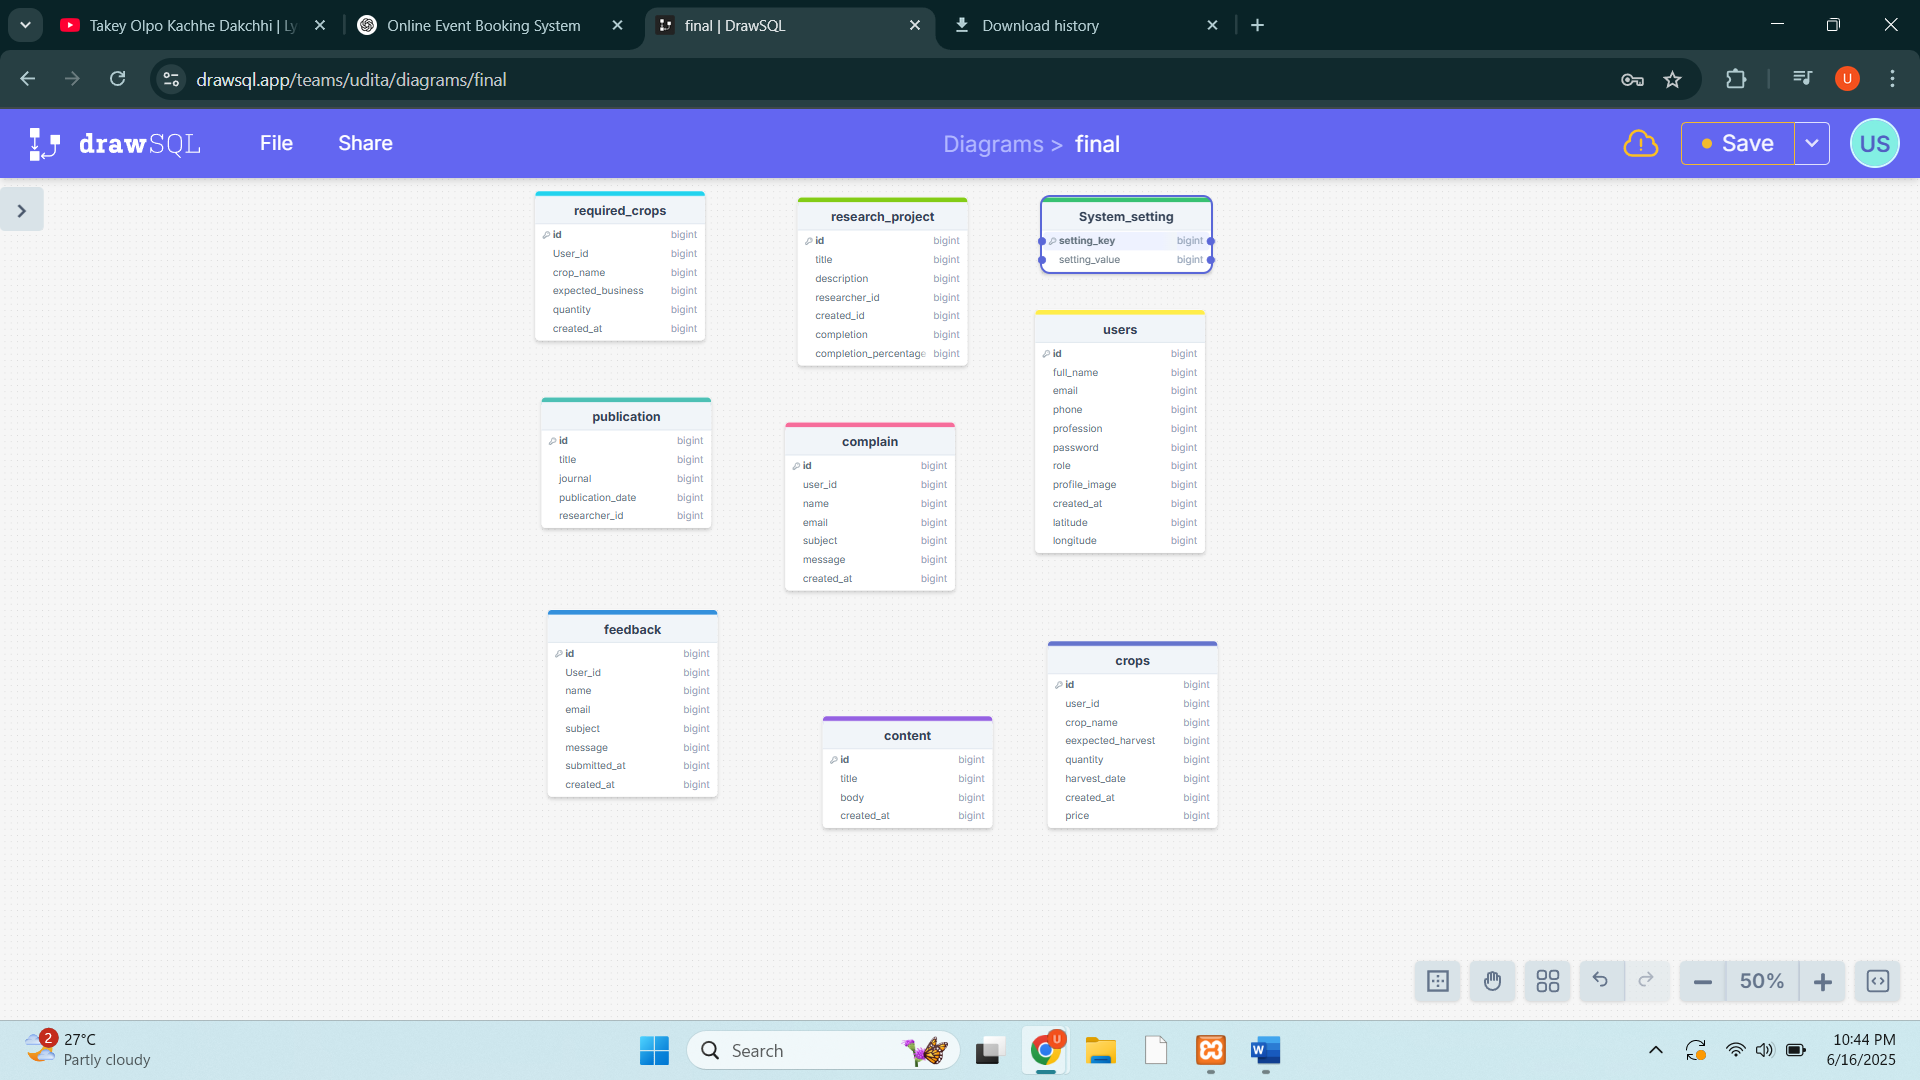 Takey Olpo Kachhe Dakchhi | Ly
Online Event Booking System
final | DrawSQL
Download history
drawsql.app/teams/udita/diagrams/final
U
drawSQL
File
Share
Diagrams > final
Save
US
required_crops
id bigint
User_id bigint
crop_name bigint
expected_business bigint
quantity bigint
created_at bigint
research_project
id bigint
title bigint
description bigint
researcher_id bigint
created_id bigint
completion bigint
completion_percentage bigint
System_setting
setting_key bigint
setting_value bigint
users
id bigint
full_name bigint
email bigint
phone bigint
profession bigint
password bigint
role bigint
profile_image bigint
created_at bigint
latitude bigint
longitude bigint
publication
id bigint
title bigint
journal bigint
publication_date bigint
researcher_id bigint
complain
id bigint
user_id bigint
name bigint
email bigint
subject bigint
message bigint
created_at bigint
feedback
id bigint
User_id bigint
name bigint
email bigint
subject bigint
message bigint
submitted_at bigint
created_at bigint
content
id bigint
title bigint
body bigint
created_at bigint
crops
id bigint
user_id bigint
crop_name bigint
eexpected_harvest bigint
quantity bigint
harvest_date bigint
created_at bigint
price bigint
50%
2
27°C
Partly cloudy
Search
U
W
10:44 PM
6/16/2025